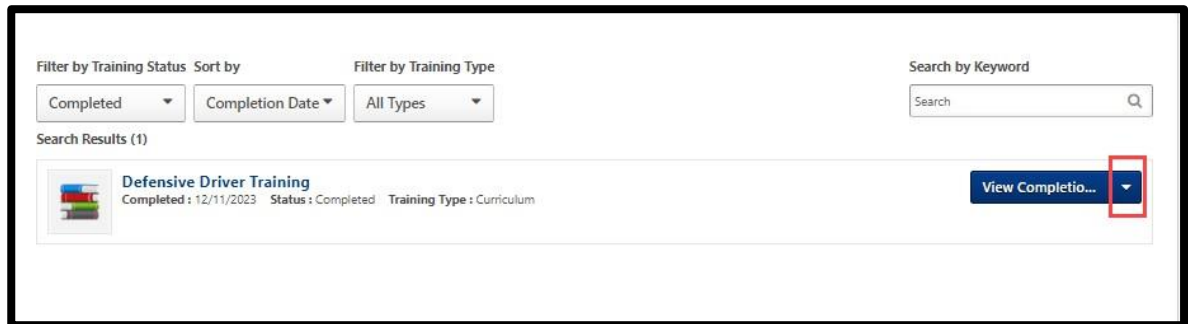 Filter by Training Status Sort by Filter by Training Type Search by Keyword
Completed Completion Date All Types Search
Search Results (1)
Defensive Driver Training
Completed : 12/11/2023 Status : Completed Training Type : Curriculum
View Completio...